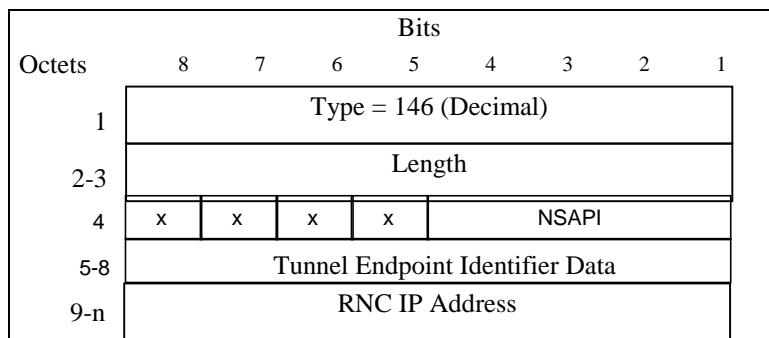 Bits
Octets 8 7 6 5 4 3 2 1
1 Type = 146 (Decimal)
2-3 Length
4 x x x x NSAPI
5-8 Tunnel Endpoint Identifier Data
9-n RNC IP Address